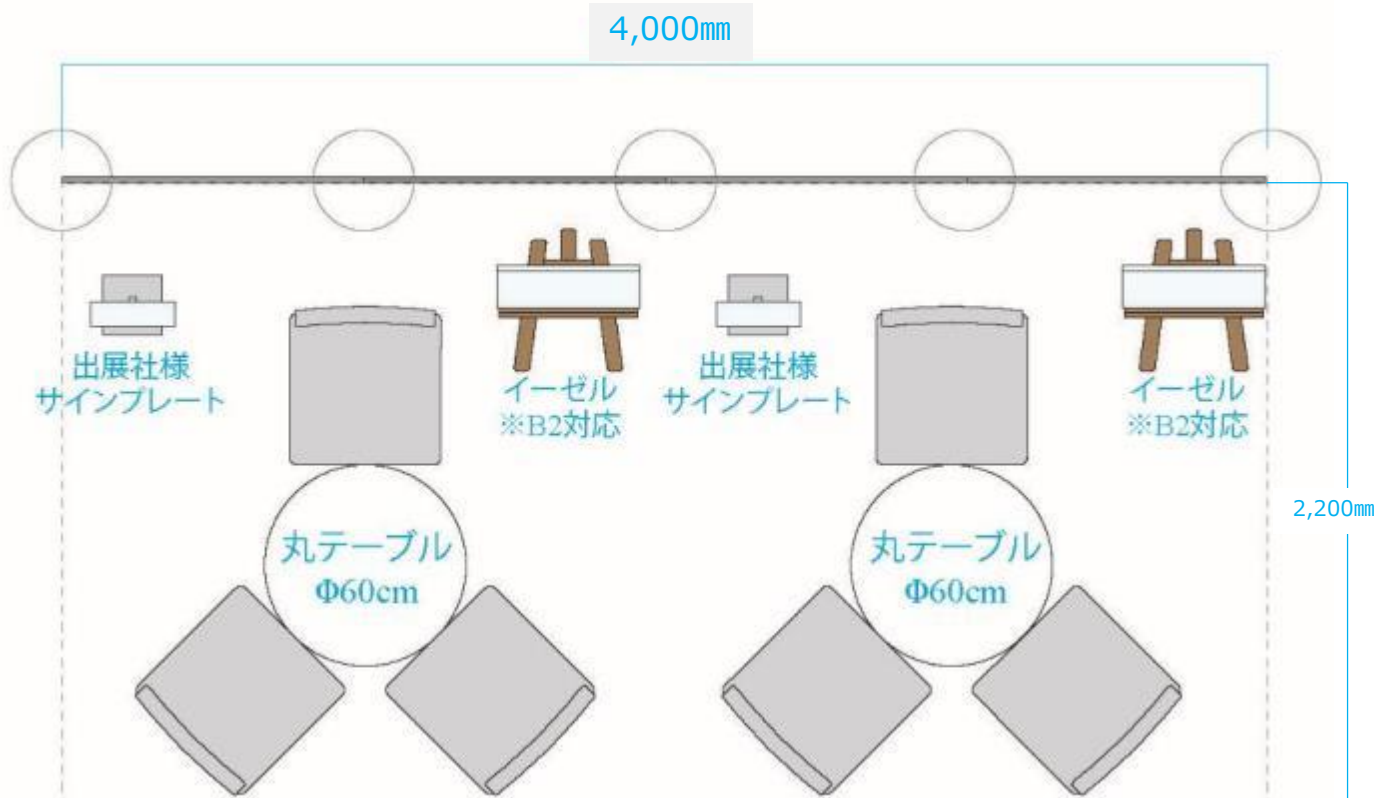 4,000㎜
出展社様
サインプレート
イーゼル
※B2対応
出展社様
サインプレート
イーゼル
※B2対応
2,200㎜
丸テーブル
Φ60cm
丸テーブル
Φ60cm